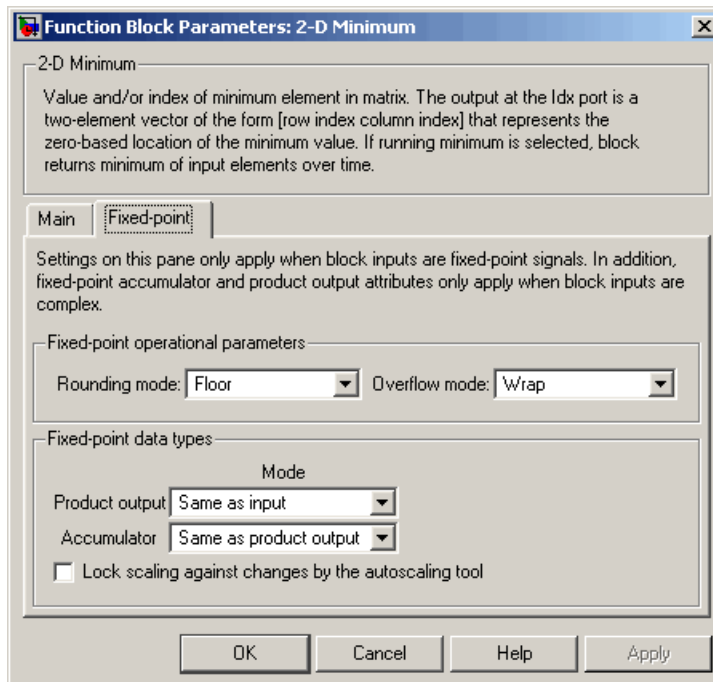 Function Block Parameters: 2-D Minimum
2-D Minimum
Value and/or index of minimum element in matrix. The output at the Idx port is a
two-element vector of the form [row index column index] that represents the
zero-based location of the minimum value. If running minimum is selected, block
returns minimum of input elements over time.
Main Fixed-point
Settings on this pane only apply when block inputs are fixed-point signals. In addition,
fixed-point accumulator and product output attributes only apply when block inputs are
complex.
Fixed-point operational parameters
Rounding mode: Floor Overflow mode: Wrap
Fixed-point data types
Mode
Product output Same as input
Accumulator Same as product output
Lock scaling against changes by the autoscaling tool
OK Cancel Help Apply